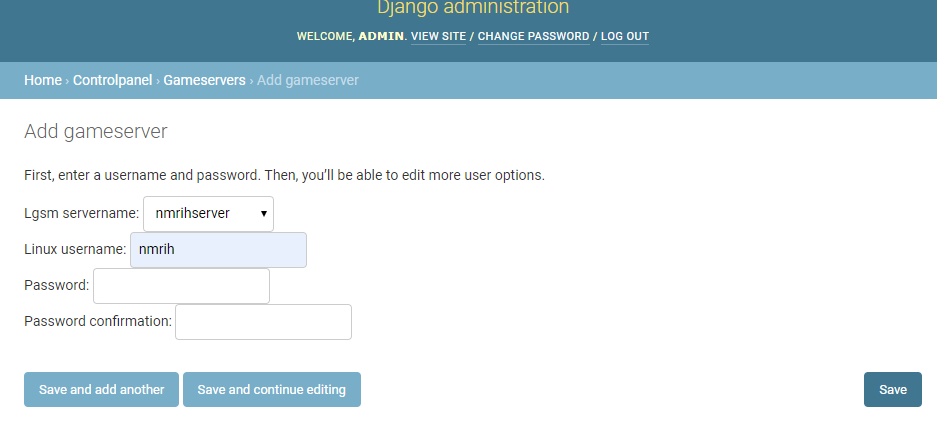 Django administration
WELCOME, ADMIN. VIEW SITE / CHANGE PASSWORD / LOG OUT
Home › Controlpanel › Gameservers › Add gameserver
Add gameserver
First, enter a username and password. Then, you’ll be able to edit more user options.
Lgsm servername: nmrihserver
Linux username: nmrih
Password:
Password confirmation:
Save and add another Save and continue editing Save